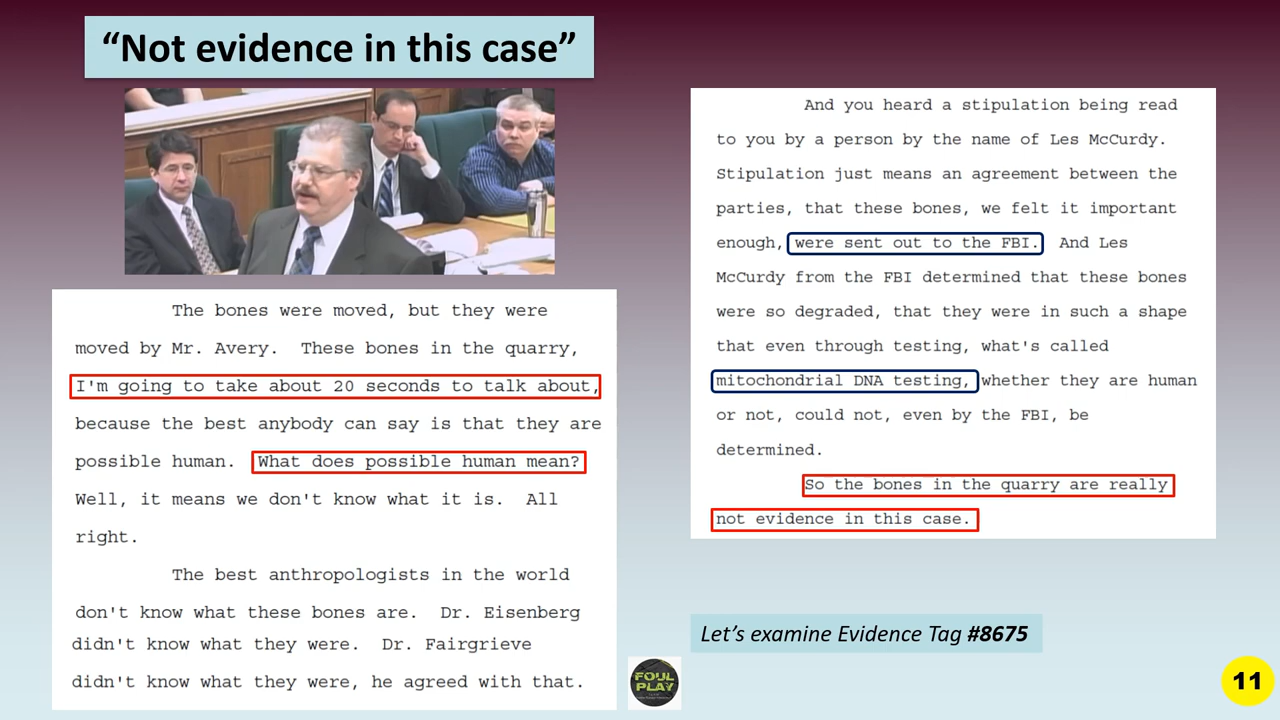 “Not evidence in this case”
The bones were moved, but they were
moved by Mr. Avery. These bones in the quarry,
I'm going to take about 20 seconds to talk about,
because the best anybody can say is that they are
possible human. What does possible human mean?
Well, it means we don't know what it is. All
right.
The best anthropologists in the world
don't know what these bones are. Dr. Eisenberg
didn't know what they were. Dr. Fairgrieve
didn't know what they were, he agreed with that.
And you heard a stipulation being read
to you by a person by the name of Les McCurdy.
Stipulation just means an agreement between the
parties, that these bones, we felt it important
enough, were sent out to the FBI. And Les
McCurdy from the FBI determined that these bones
were so degraded, that they were in such a shape
that even through testing, what's called
mitochondrial DNA testing, whether they are human
or not, could not, even by the FBI, be
determined.
So the bones in the quarry are really
not evidence in this case.
Let’s examine Evidence Tag #8675
FOUL
PLAY
11